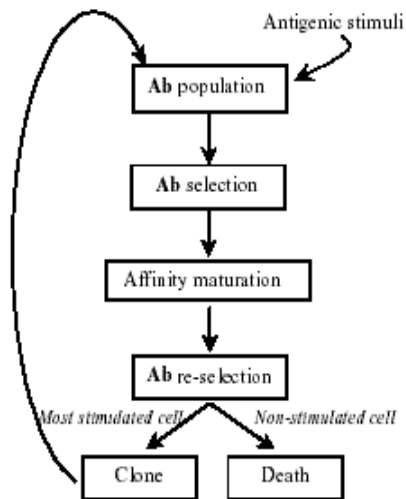 Antigenic stimuli
Ab population
Ab selection
Affinity maturation
Ab re-selection
Most stimulated cell
Non-stimulated cell
Clone
Death